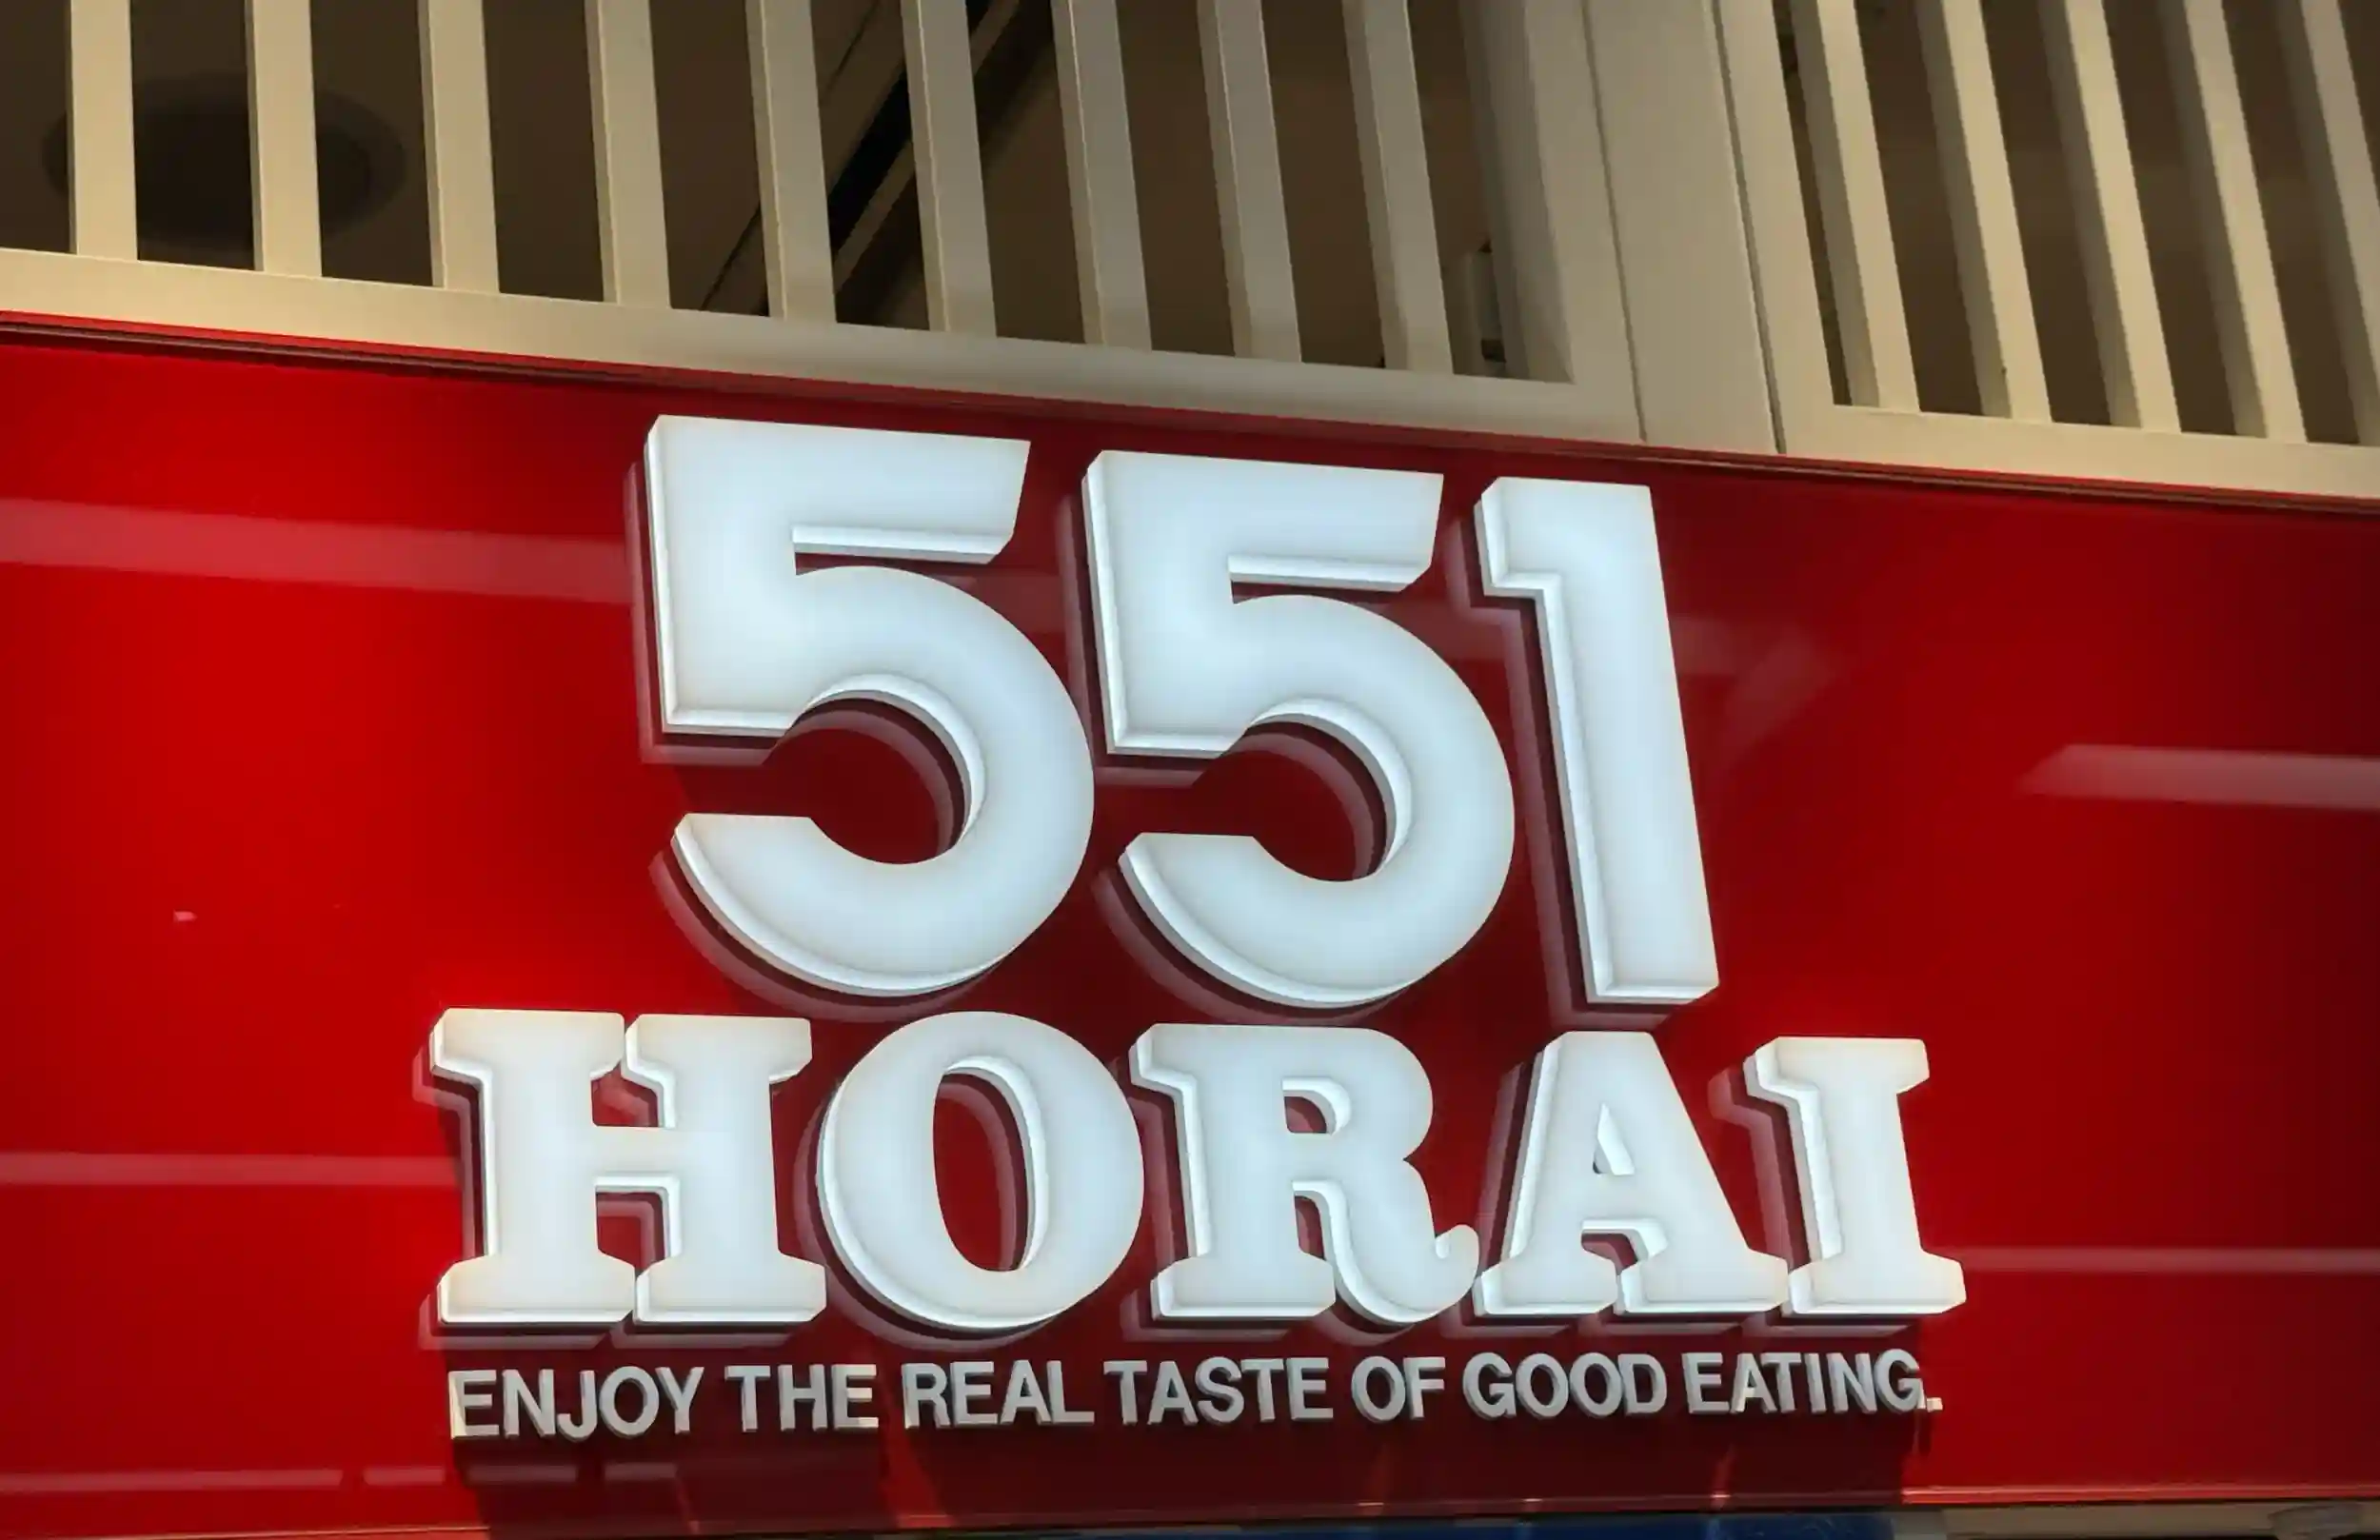 551
HORAI
ENJOY THE REAL TASTE OF GOOD EATING.